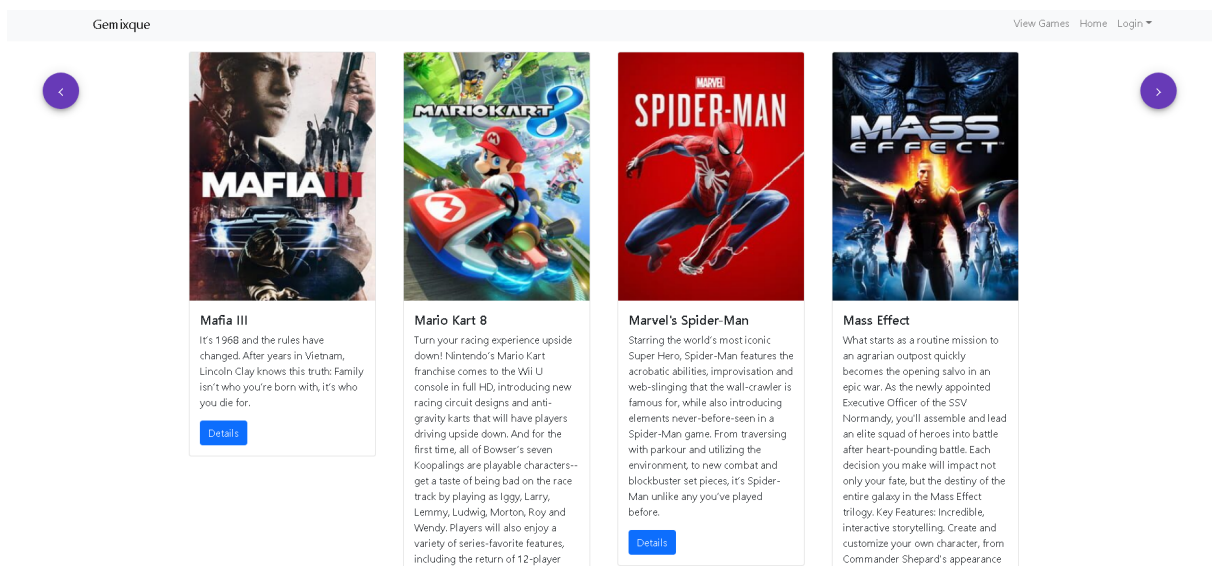 Gemixque
View Games Home Login
<
>
MAFIA III
MARIOKART 8
MARVEL
SPIDER-MAN
MASS
EFFECT
N7
Mafia III
It's 1968 and the rules have
changed. After years in Vietnam,
Lincoln Clay knows this truth: Family
isn't who you're born with, it's who
you die for.
Details
Mario Kart 8
Turn your racing experience upside
down! Nintendo's Mario Kart
franchise comes to the Wii U
console in full HD, introducing new
racing circuit designs and anti-
gravity karts that will have players
driving upside down. And for the
first time, all of Bowser's seven
Koopalings are playable characters--
get a taste of being bad on the race
track by playing as Iggy, Larry,
Lemmy, Ludwig, Morton, Roy and
Wendy. Players will also enjoy a
variety of series-favorite features,
including the return of 12-player
Marvel's Spider-Man
Starring the world's most iconic
Super Hero, Spider-Man features the
acrobatic abilities, improvisation and
web-slinging that the wall-crawler is
famous for, while also introducing
elements never-before-seen in a
Spider-Man game. From traversing
with parkour and utilizing the
environment, to new combat and
blockbuster set pieces, it's Spider-
Man unlike any you've played
before.
Details
Mass Effect
What starts as a routine mission to
an agrarian outpost quickly
becomes the opening salvo in an
epic war. As the newly appointed
Executive Officer of the SSV
Normandy, you'll assemble and lead
an elite squad of heroes into battle
after heart-pounding battle. Each
decision you make will impact not
only your fate, but the destiny of the
entire galaxy in the Mass Effect
trilogy. Key Features: Incredible,
interactive storytelling. Create and
customize your own character, from
Commander Shepard's appearance